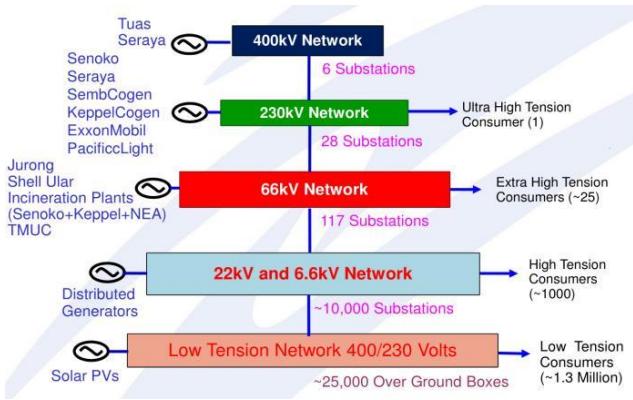 Tuas
Seraya
400kV Network
6 Substations
Senoko
Seraya
SembCogen
KeppelCogen
ExxonMobil
PacificcLight
230kV Network
Ultra High Tension
Consumer (1)
28 Substations
Jurong
Shell Ular
Incineration Plants
(Senoko+Keppel+NEA)
TMUC
66kV Network
Extra High Tension
Consumers (~25)
117 Substations
Distributed
Generators
22kV and 6.6kV Network
High Tension
Consumers
(~1000)
~10,000 Substations
Solar PVs
Low Tension Network 400/230 Volts
Low Tension
Consumers
(~1.3 Million)
~25,000 Over Ground Boxes